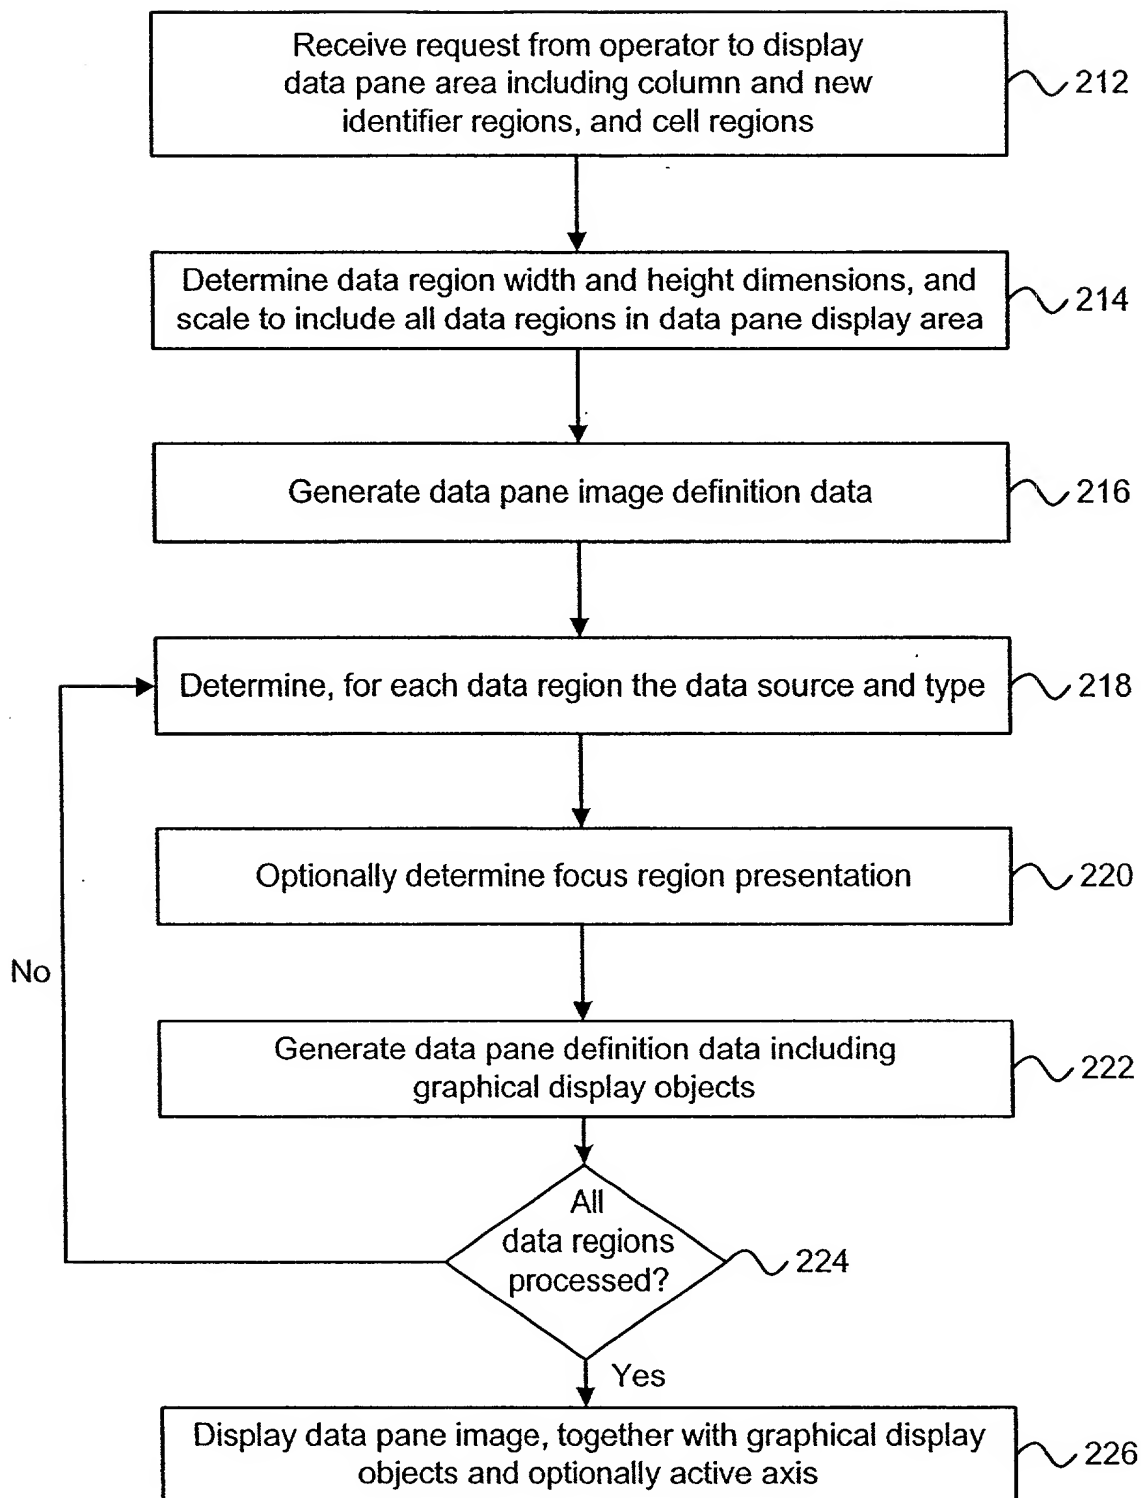 Receive request from operator to display
data pane area including column and new
identifier regions, and cell regions
212
Determine data region width and height dimensions, and
scale to include all data regions in data pane display area
214
Generate data pane image definition data
216
Determine, for each data region the data source and type
218
Optionally determine focus region presentation
220
No
Generate data pane definition data including
graphical display objects
222
All
data regions
processed?
224
Yes
Display data pane image, together with graphical display
objects and optionally active axis
226